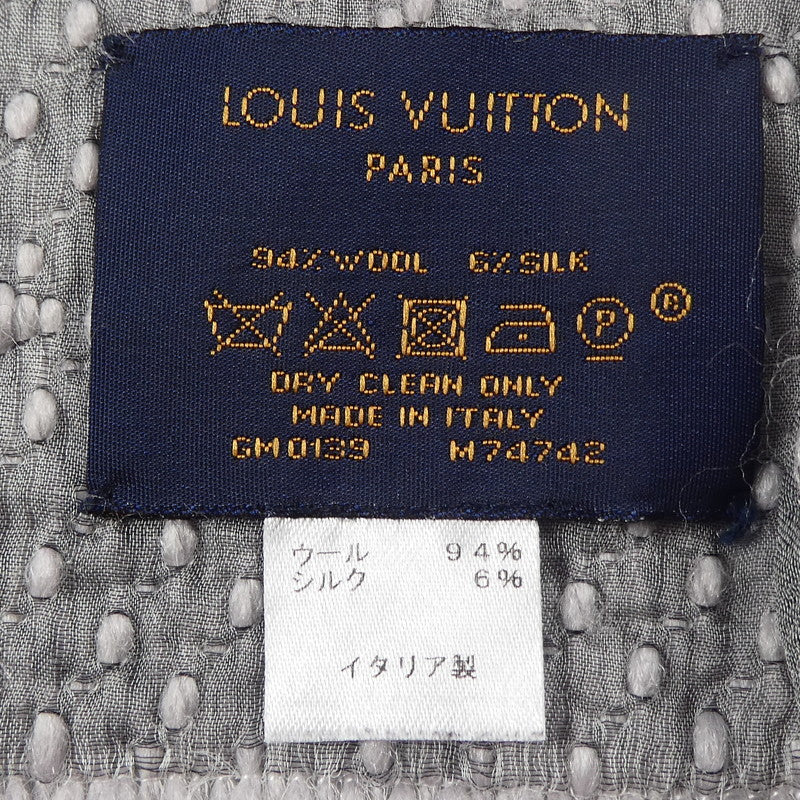 LOUIS VUITTON
PARIS
94% WOOL 6% SILK
P ®
DRY CLEAN ONLY
MADE IN ITALY
GM0139 M74742
ウール 94%
シルク 6%
イタリア製